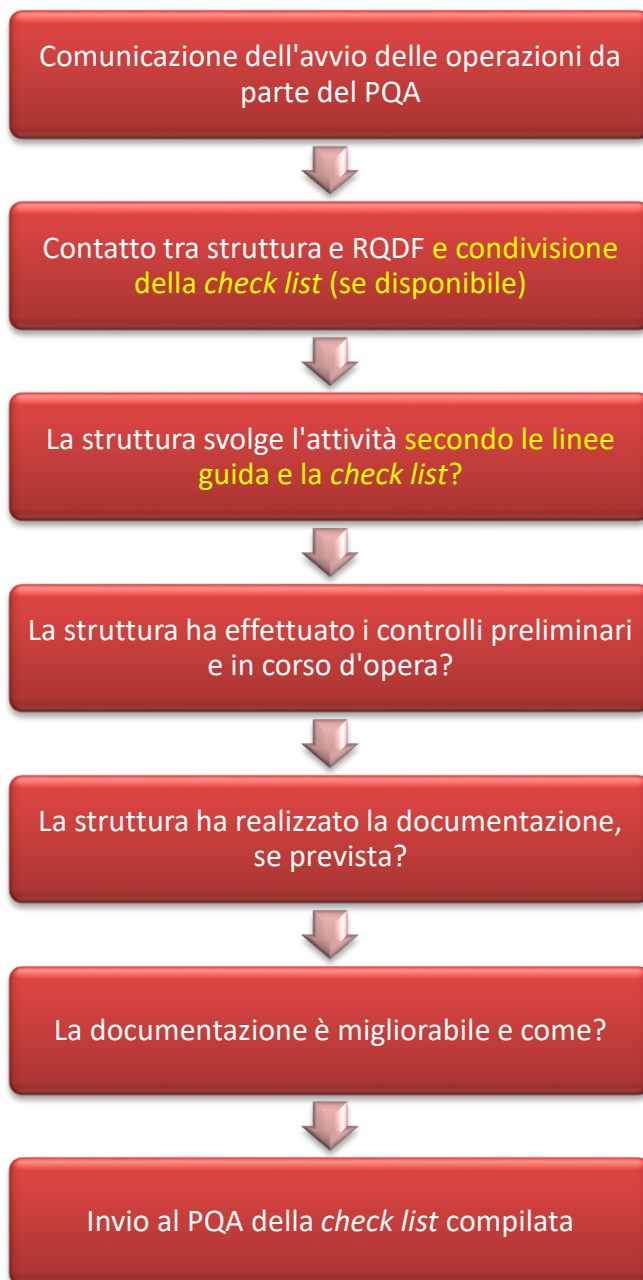 Comunicazione dell'avvio delle operazioni da
parte del PQA
Contatto tra struttura e RQDF e condivisione
della check list (se disponibile)
La struttura svolge l'attività secondo le linee
guida e la check list?
La struttura ha effettuato i controlli preliminari
e in corso d'opera?
La struttura ha realizzato la documentazione,
se prevista?
La documentazione è migliorabile e come?
Invio al PQA della check list compilata